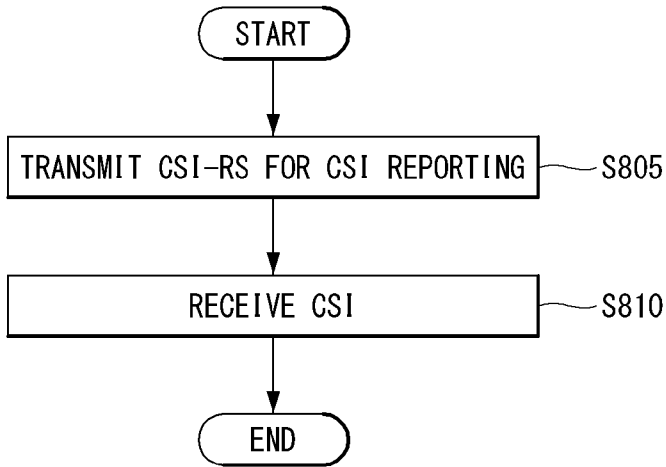 START
TRANSMIT CSI-RS FOR CSI REPORTING
S805
RECEIVE CSI
S810
END